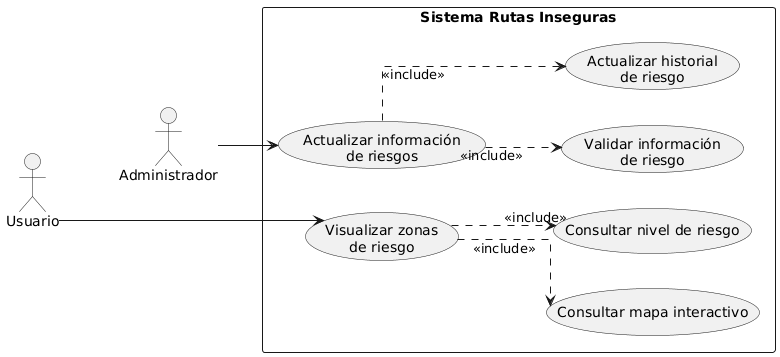 Sistema Rutas Inseguras
Actualizar historial
de riesgo
«include»
Actualizar información
de riesgos
Validar información
de riesgo
«include»
Administrador
Usuario
Visualizar zonas
de riesgo
«include»
Consultar nivel de riesgo
«include»
Consultar mapa interactivo